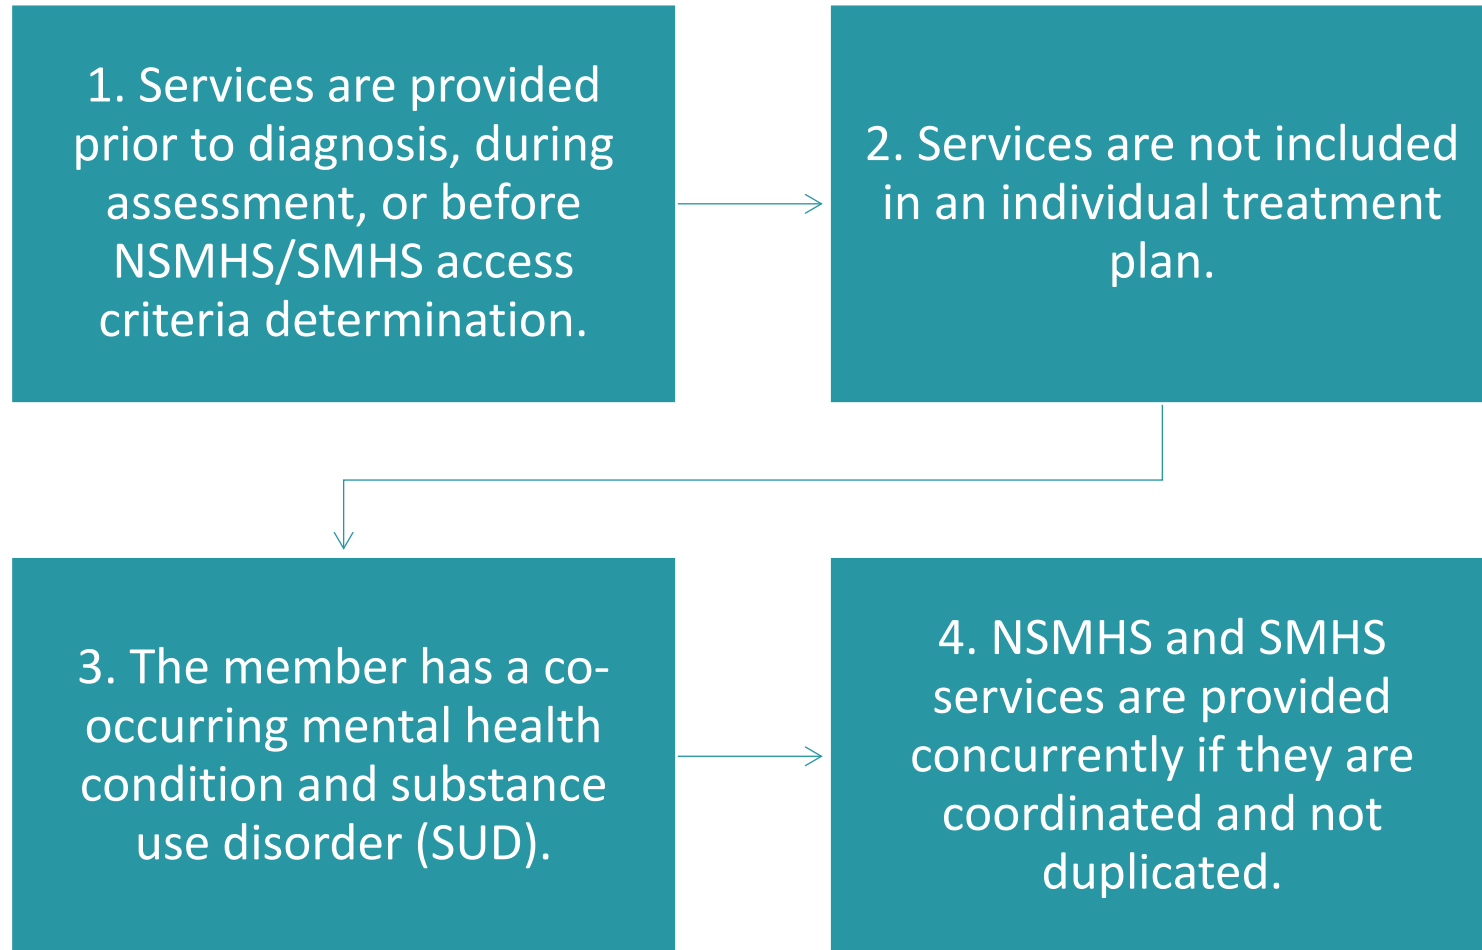 1. Services are provided
prior to diagnosis, during
assessment, or before
NSMHS/SMHS access
criteria determination.
2. Services are not included
in an individual treatment
plan.
3. The member has a co-
occurring mental health
condition and substance
use disorder (SUD).
4. NSMHS and SMHS
services are provided
concurrently if they are
coordinated and not
duplicated.